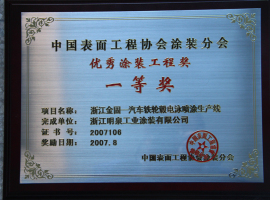 中国表面工程协会涂装分会
优秀涂装工程奖
一等奖
项目名称：浙江金固—汽车铁轮毂电泳喷涂生产线
完成单位：浙江明泉工业涂装有限公司
证书号：2007106
奖励日期：2007.8
中国表面工程协会涂装分会